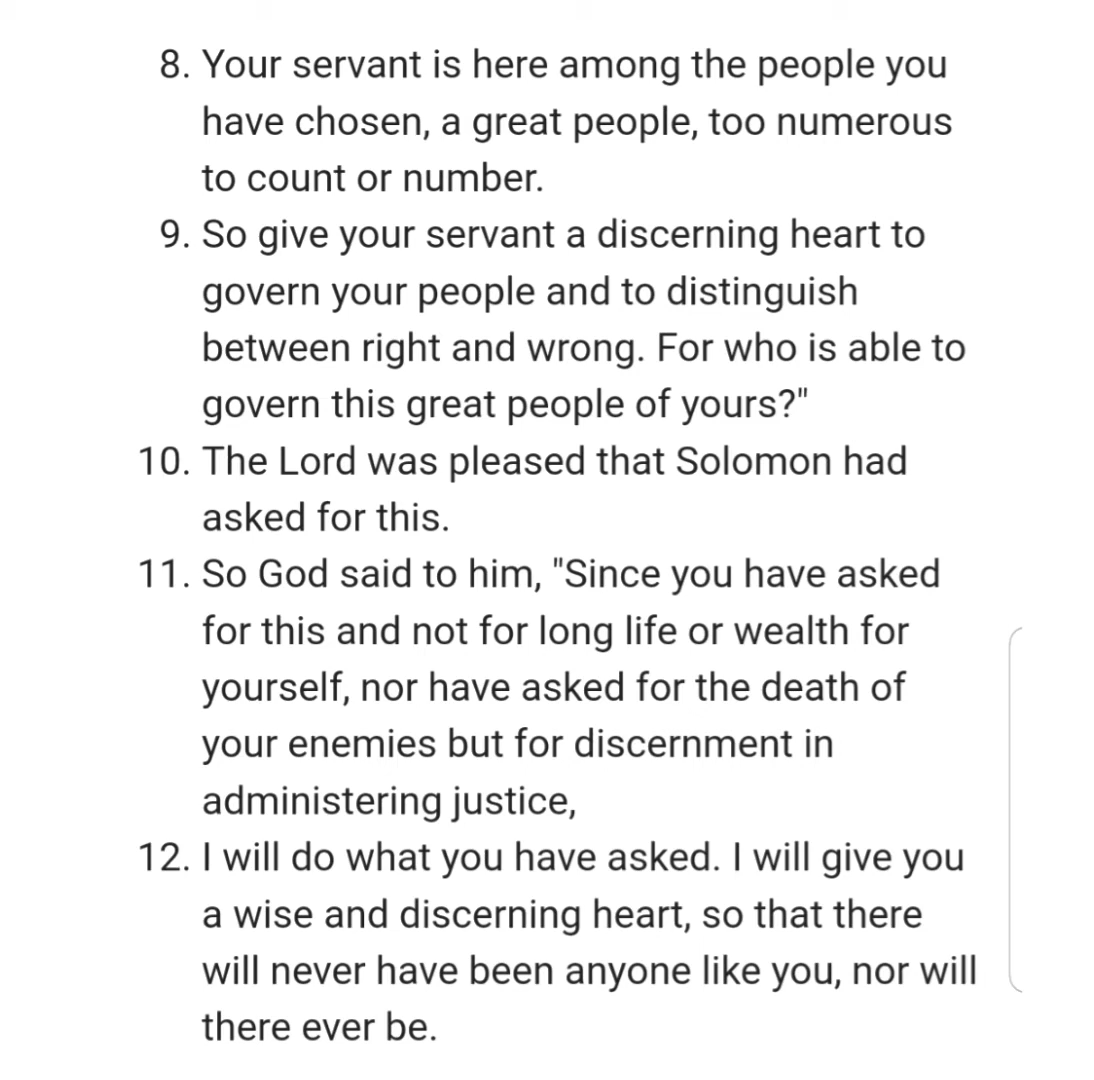 8. Your servant is here among the people you
have chosen, a great people, too numerous
to count or number.
9. So give your servant a discerning heart to
govern your people and to distinguish
between right and wrong. For who is able to
govern this great people of yours?"
10. The Lord was pleased that Solomon had
asked for this.
11. So God said to him, "Since you have asked
for this and not for long life or wealth for
yourself, nor have asked for the death of
your enemies but for discernment in
administering justice,
12. I will do what you have asked. I will give you
a wise and discerning heart, so that there
will never have been anyone like you, nor will
there ever be.